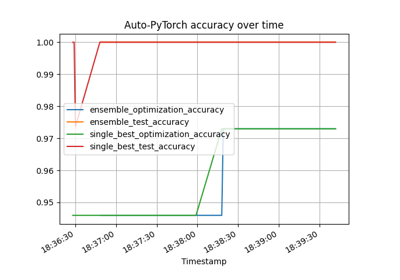 Auto-PyTorch accuracy over time
1.00
0.99
0.98
0.97
0.96
0.95
ensemble_optimization_accuracy
ensemble_test_accuracy
single_best_optimization_accuracy
single_best_test_accuracy
18:36:30
18:37:00
18:37:30
18:38:00
18:38:30
18:39:00
18:39:30
Timestamp